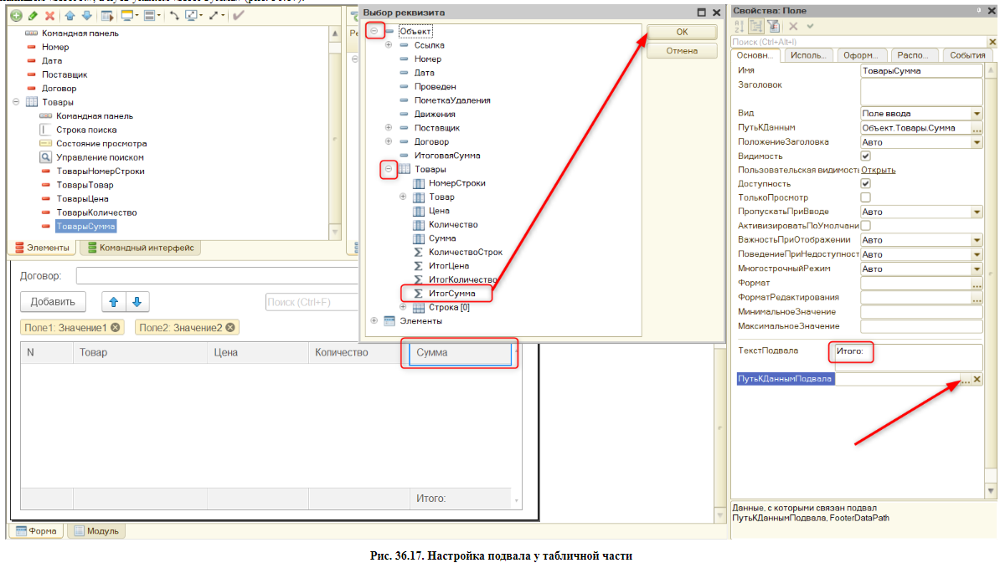 Командная панель
Номер
Дата
Поставщик
Договор
Товары
Командная панель
Строка поиска
Состояние просмотра
Управление поиском
ТоварыНомерСтроки
ТоварыТовар
ТоварыЦена
ТоварыКоличество
ТоварыСумма
Элементы
Командный интерфейс
Договор:
Добавить
Поиск (Ctrl+F)
Поле1: Значение1
Поле2: Значение2
N Товар Цена Количество Сумма
Итого:
Форма Модуль
Выбор реквизита
Объект
Ссылка
Номер
Дата
Проведен
ПометкаУдаления
Движения
Поставщик
Договор
ИтоговаяСумма
Товары
НомерСтроки
Товар
Цена
Количество
Сумма
КоличествоСтрок
ИтогЦена
ИтогКоличество
ИтогСумма
Строка [0]
Элементы
OK
Отмена
Свойства: Поле
Поиск (Ctrl+Alt+I)
Основн... Исполь... Оформ... Распо... События
Имя ТоварыСумма
Заголовок
Вид Поле ввода
ПутьКДанным Объект.Товары.Сумма ...
ПоложениеЗаголовка Авто
Видимость
Пользовательская видимость Открыть
Доступность
ТолькоПросмотр
ПропускатьПриВводе Авто
АктивизироватьПоУмолчани
ВажностьПриОтображении Авто
ПоведениеПриНедоступност Авто
МногострочныйРежим Авто
Формат ...
ФорматРедактирования ...
МинимальноеЗначение
МаксимальноеЗначение
ТекстПодвала Итого:
ПутьКДаннымПодвала ...
Данные, с которыми связан подвал
ПутьКДаннымПодвала, FooterDataPath
Рис. 36.17. Настройка подвала у табличной части